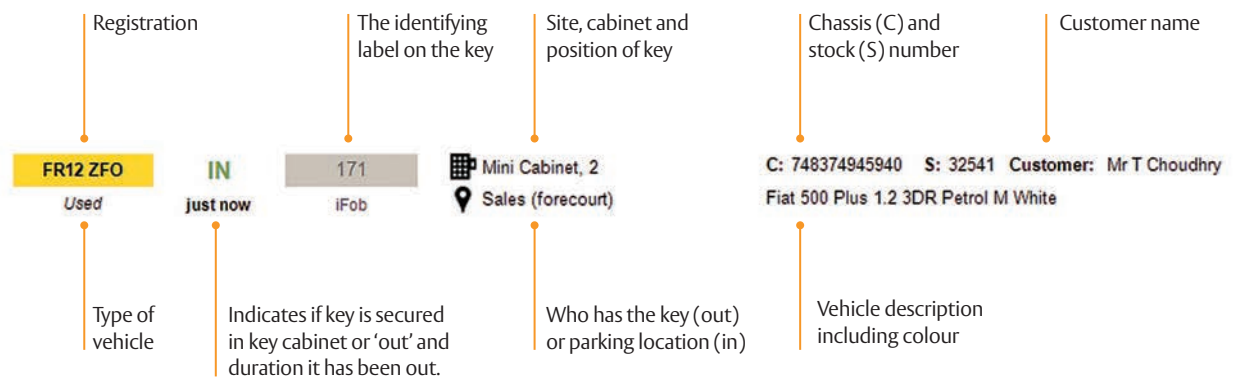 Registration
The identifying
label on the key
Site, cabinet and
position of key
Chassis (C) and
stock (S) number
Customer name
FR12 ZFO
IN
171
Mini Cabinet, 2
C: 748374945940 S: 32541 Customer: Mr T Choudhry
Used
just now
iFob
Sales (forecourt)
Fiat 500 Plus 1.2 3DR Petrol M White
Type of
vehicle
Indicates if key is secured
in key cabinet or ‘out’ and
duration it has been out.
Who has the key (out)
or parking location (in)
Vehicle description
including colour